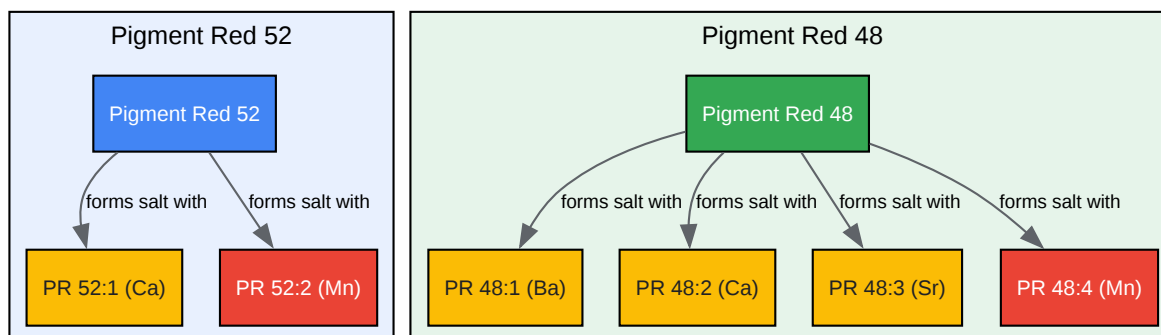 Pigment Red 52
Pigment Red 52
forms salt with
forms salt with
PR 52:1 (Ca)
PR 52:2 (Mn)
Pigment Red 48
Pigment Red 48
forms salt with
forms salt with
forms salt with
forms salt with
PR 48:1 (Ba)
PR 48:2 (Ca)
PR 48:3 (Sr)
PR 48:4 (Mn)